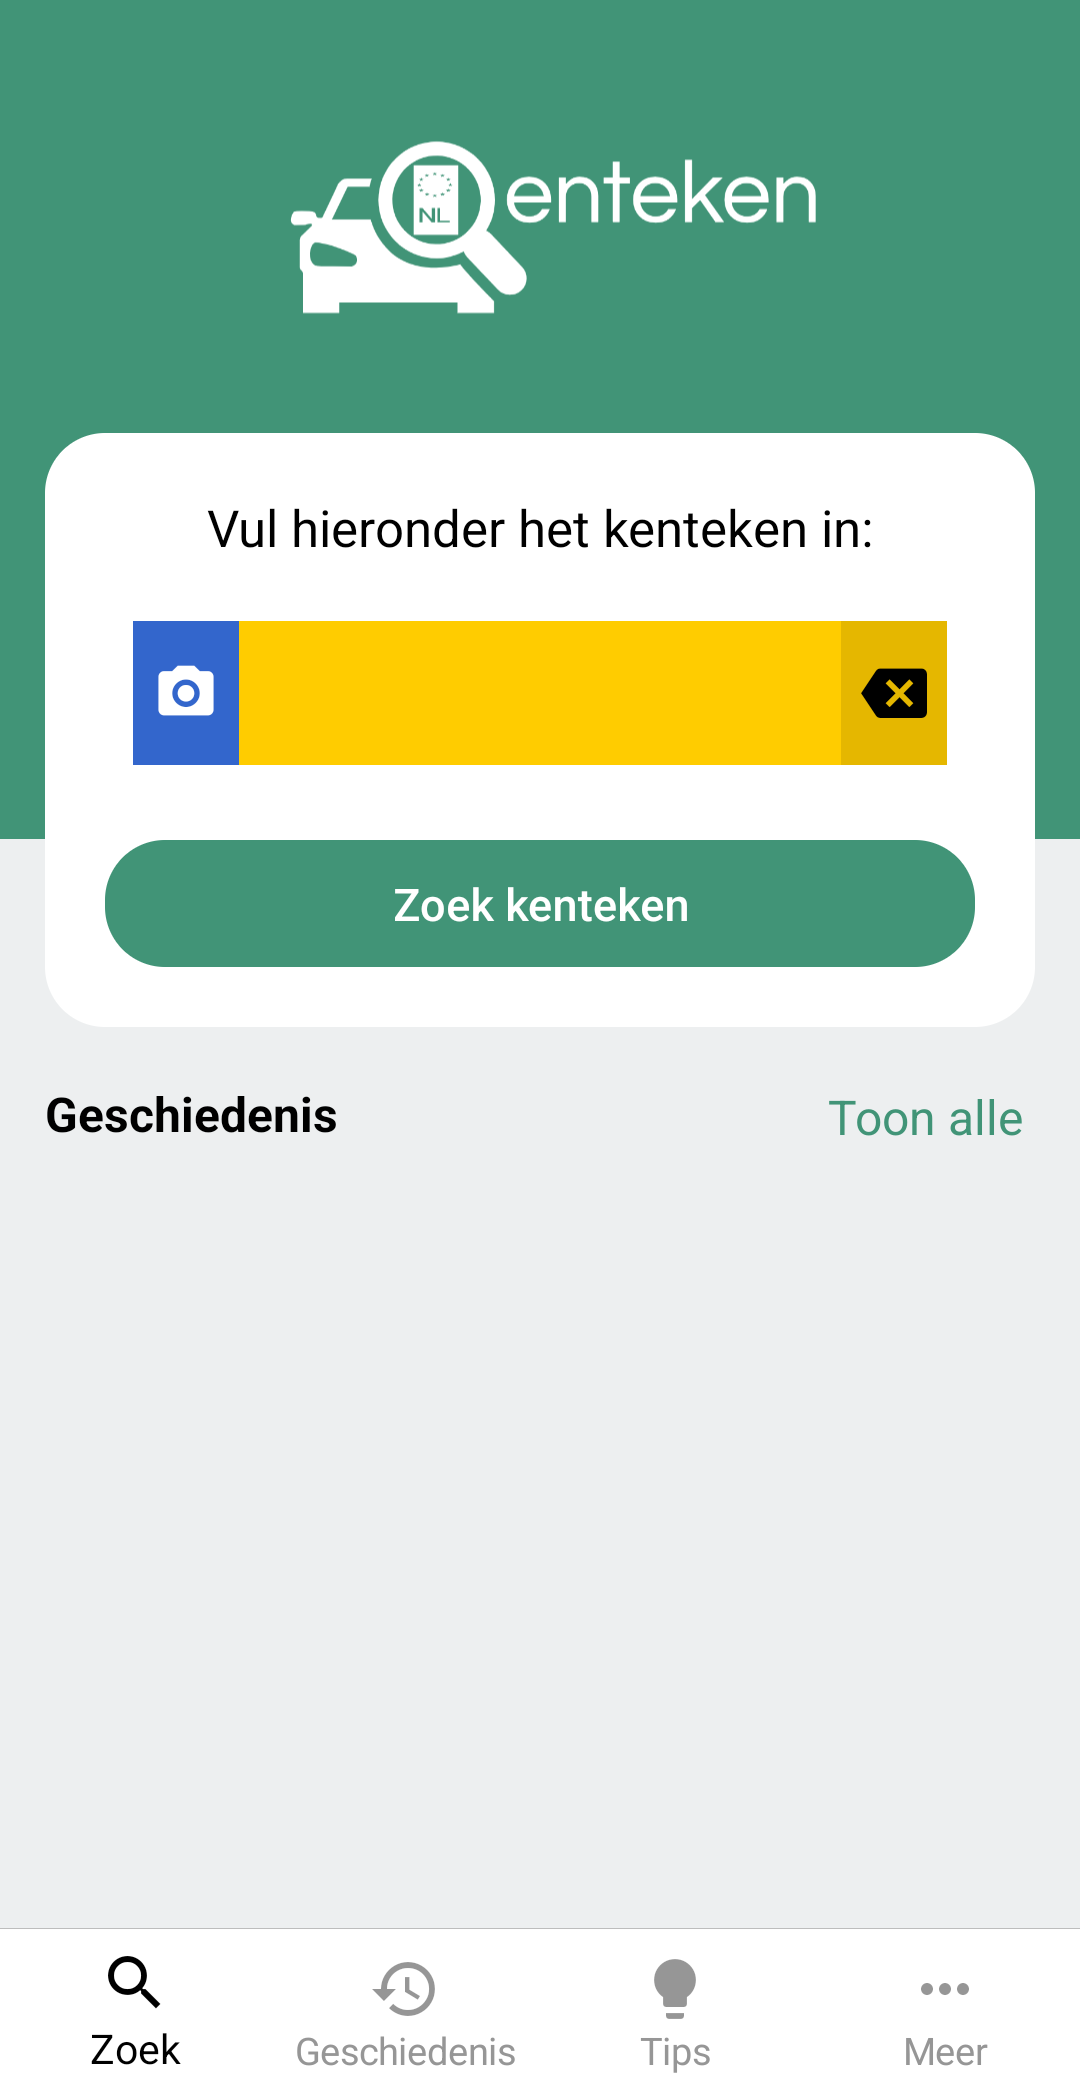 NL
enteken
Vul hieronder het kenteken in:
Zoek kenteken
Geschiedenis
Toon alle
Zoek
Geschiedenis
Tips
Meer